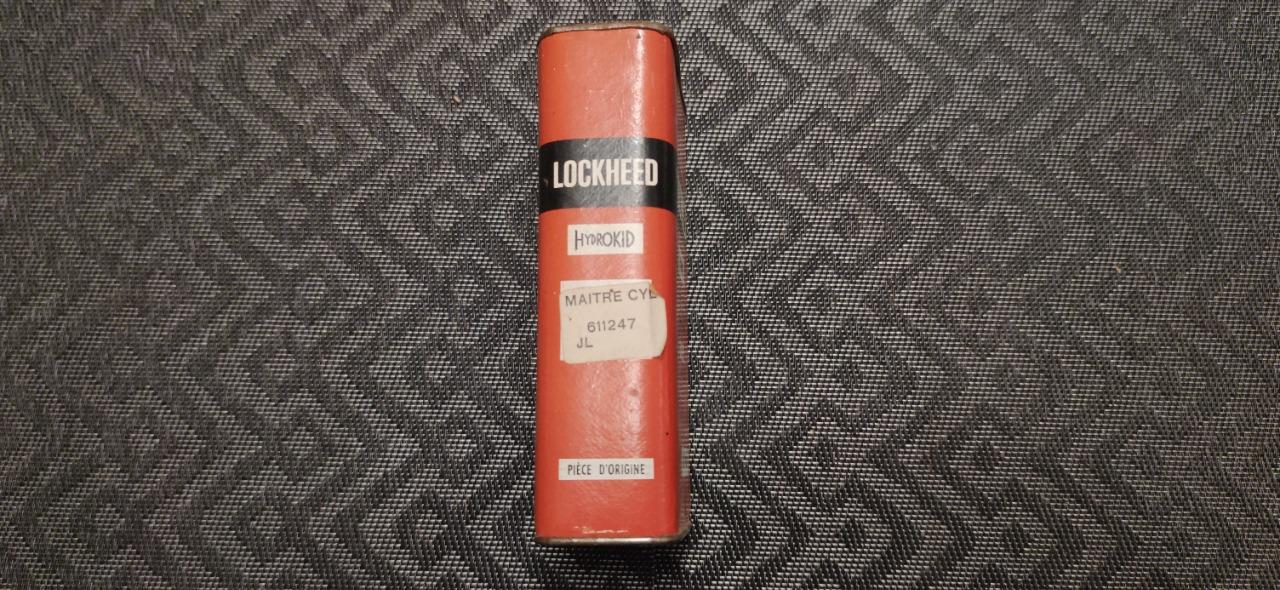 LOCKHEED
HYDROKID
MAITRE CYL
611247
JL
PIÈCE D'ORIGINE